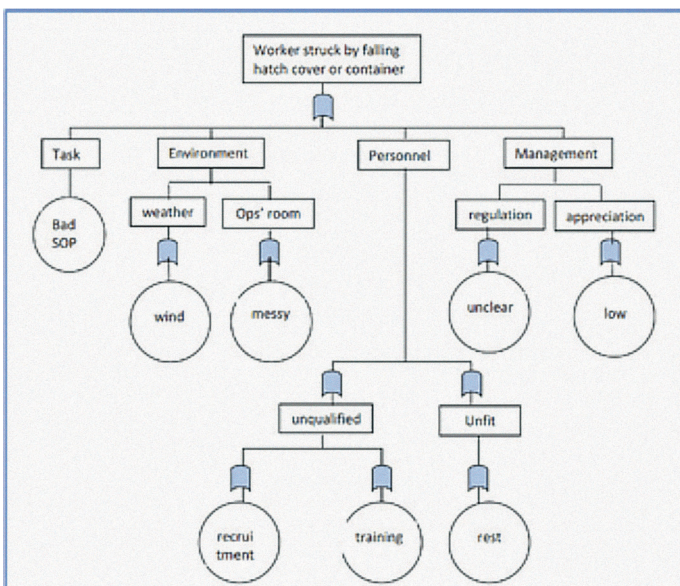 Worker struck by falling
hatch cover or container
Task
Environment
Personnel
Management
weather
Ops' room
regulation
appreciation
Bad
SOP
wind
messy
unclear
low
unqualified
Unfit
recrui
tment
training
rest